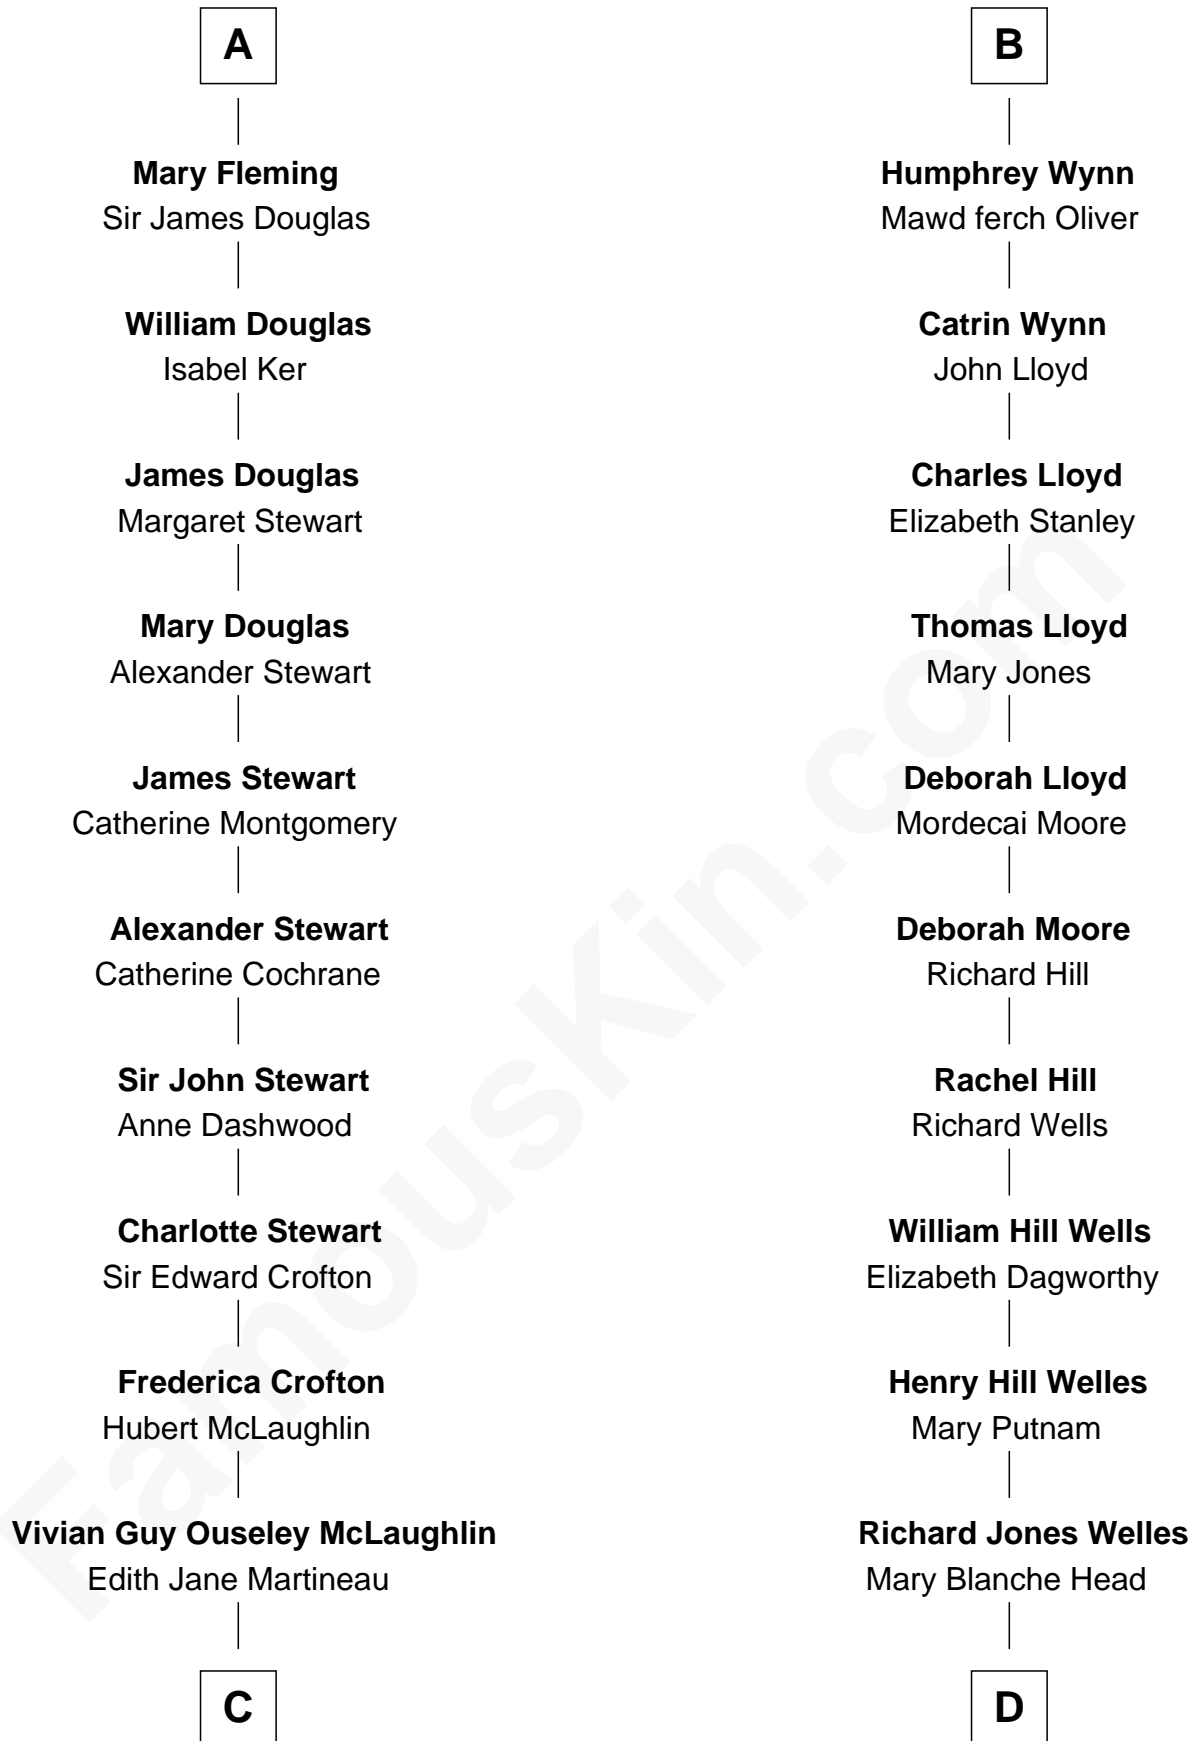 A
Mary Fleming
Sir James Douglas
William Douglas
Isabel Ker
James Douglas
Margaret Stewart
Mary Douglas
Alexander Stewart
James Stewart
Catherine Montgomery
Alexander Stewart
Catherine Cochrane
Sir John Stewart
Anne Dashwood
Charlotte Stewart
Sir Edward Crofton
Frederica Crofton
Hubert McLaughlin
Vivian Guy Ouseley McLaughlin
Edith Jane Martineau
C
B
Humphrey Wynn
Mawd ferch Oliver
Catrin Wynn
John Lloyd
Charles Lloyd
Elizabeth Stanley
Thomas Lloyd
Mary Jones
Deborah Lloyd
Mordecai Moore
Deborah Moore
Richard Hill
Rachel Hill
Richard Wells
William Hill Wells
Elizabeth Dagworthy
Henry Hill Welles
Mary Putnam
Richard Jones Welles
Mary Blanche Head
D
FamousKin.com